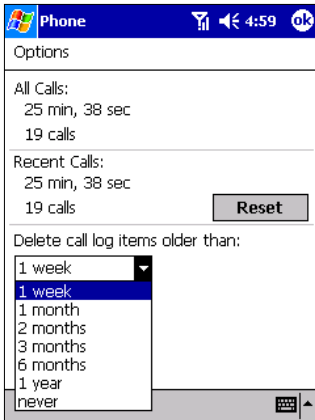 Phone 4:59 ok
Options
All Calls:
25 min, 38 sec
19 calls
Recent Calls:
25 min, 38 sec
19 calls Reset
Delete call log items older than:
1 week
1 week
1 month
2 months
3 months
6 months
1 year
never